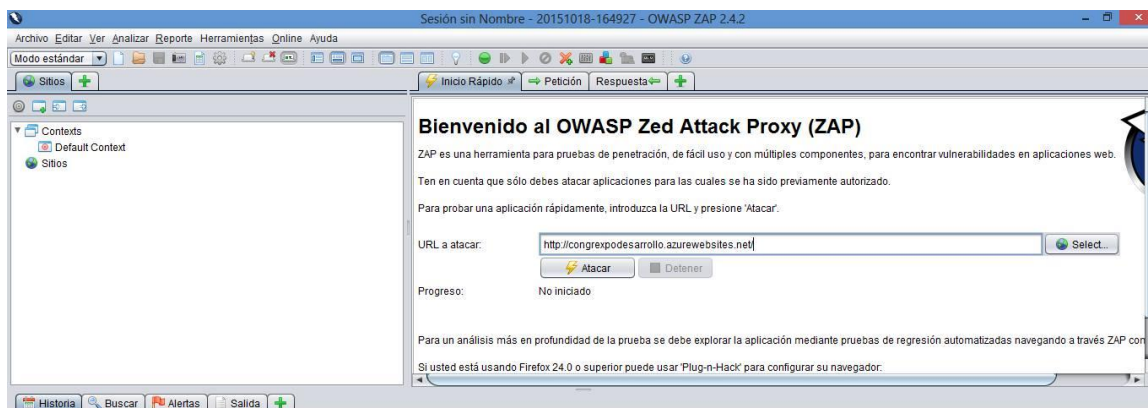 Sesión sin Nombre - 20151018-164927 - OWASP ZAP 2.4.2
Archivo Editar Ver Analizar Reporte Herramientas Online Ayuda
Modo estándar
Sitios
Inicio Rápido
Petición
Respuesta
Contexts
Default Context
Sitios
Bienvenido al OWASP Zed Attack Proxy (ZAP)
ZAP es una herramienta para pruebas de penetración, de fácil uso y con múltiples componentes, para encontrar vulnerabilidades en aplicaciones web.
Ten en cuenta que sólo debes atacar aplicaciones para las cuales se ha sido previamente autorizado.
Para probar una aplicación rápidamente, introduzca la URL y presione 'Atacar'.
URL a atacar: http://congrexpodesarrollo.azurewebsites.net/ Select...
Atacar Detener
Progreso: No iniciado
Para un análisis más en profundidad de la prueba se debe explorar la aplicación mediante pruebas de regresión automatizadas navegando a través ZAP con
Si usted está usando Firefox 24.0 o superior puede usar 'Plug-n-Hack' para configurar su navegador:
Historia Buscar Alertas Salida